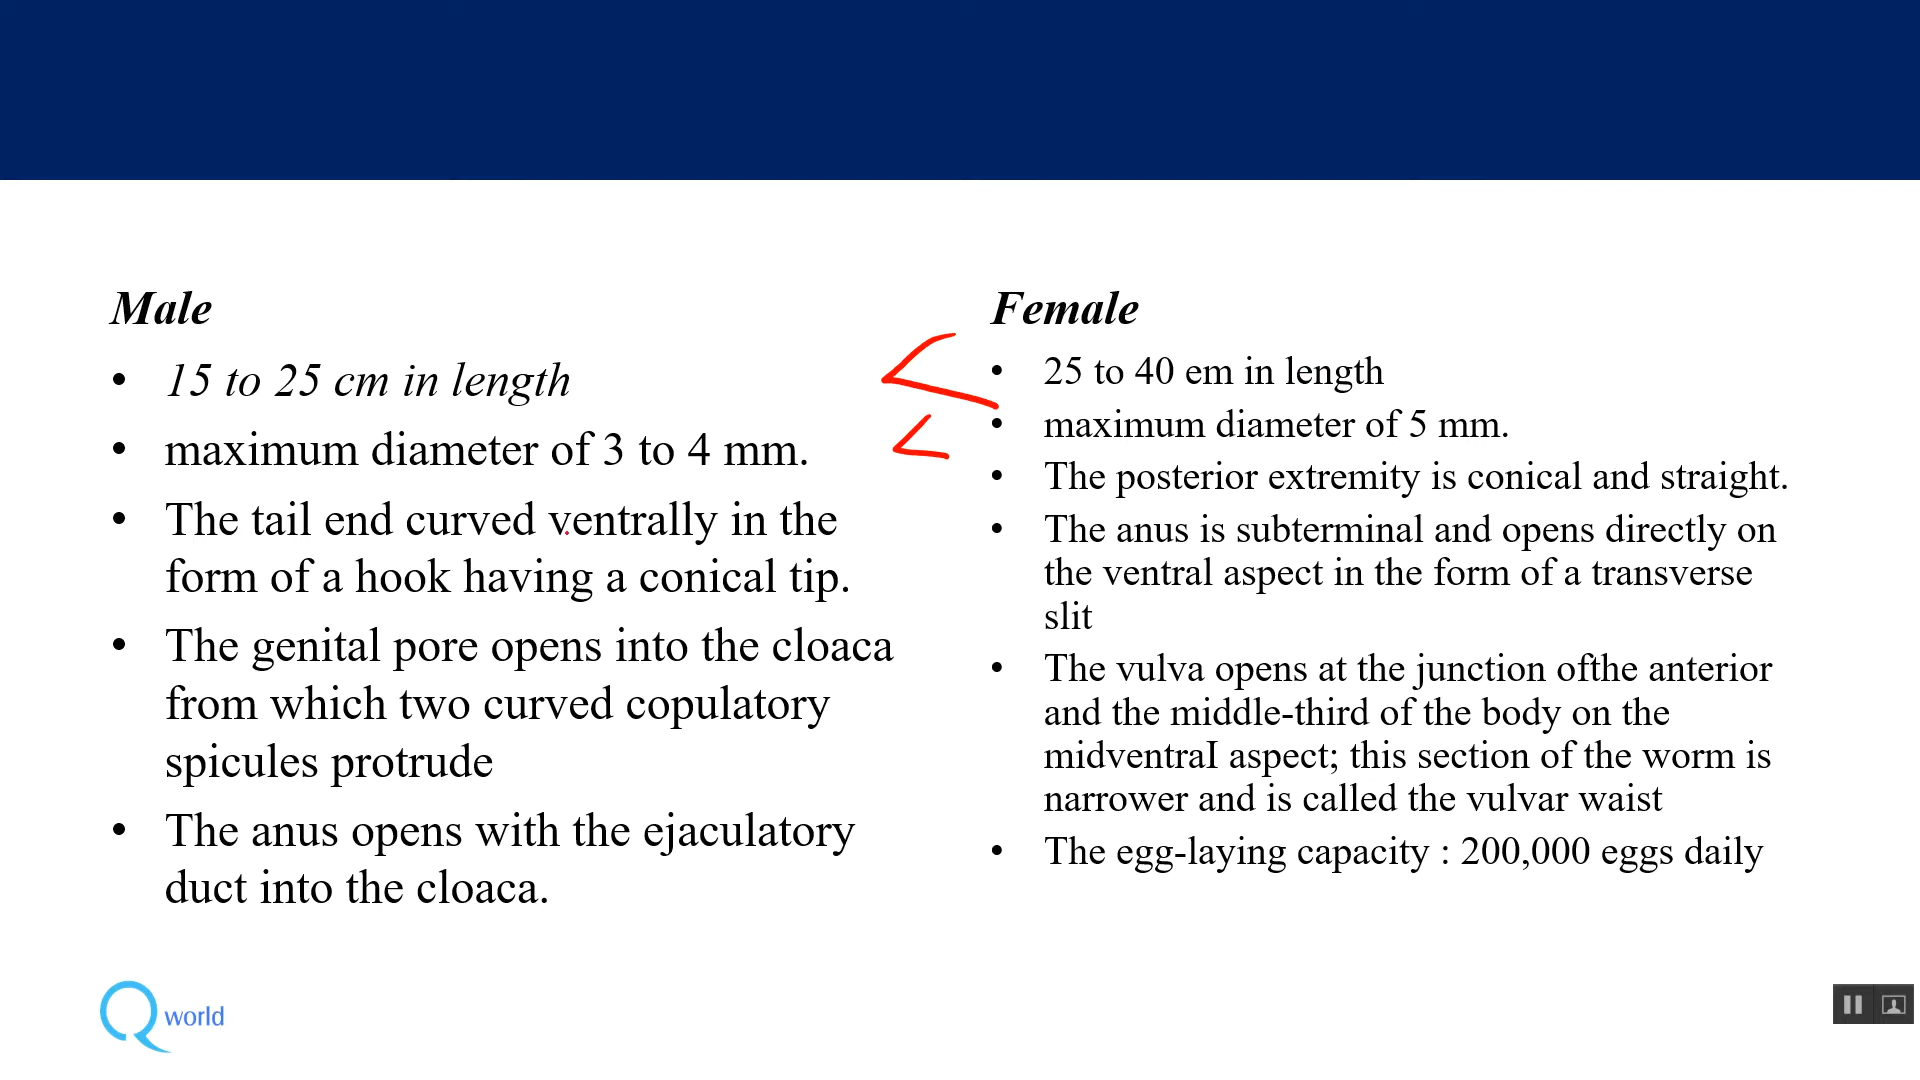 Male
• 15 to 25 cm in length
• maximum diameter of 3 to 4 mm.
• The tail end curved ventrally in the
form of a hook having a conical tip.
• The genital pore opens into the cloaca
from which two curved copulatory
spicules protrude
• The anus opens with the ejaculatory
duct into the cloaca.
<
<
Female
• 25 to 40 em in length
• maximum diameter of 5 mm.
• The posterior extremity is conical and straight.
• The anus is subterminal and opens directly on
the ventral aspect in the form of a transverse
slit
• The vulva opens at the junction ofthe anterior
and the middle-third of the body on the
midventraI aspect; this section of the worm is
narrower and is called the vulvar waist
• The egg-laying capacity : 200,000 eggs daily
Q world